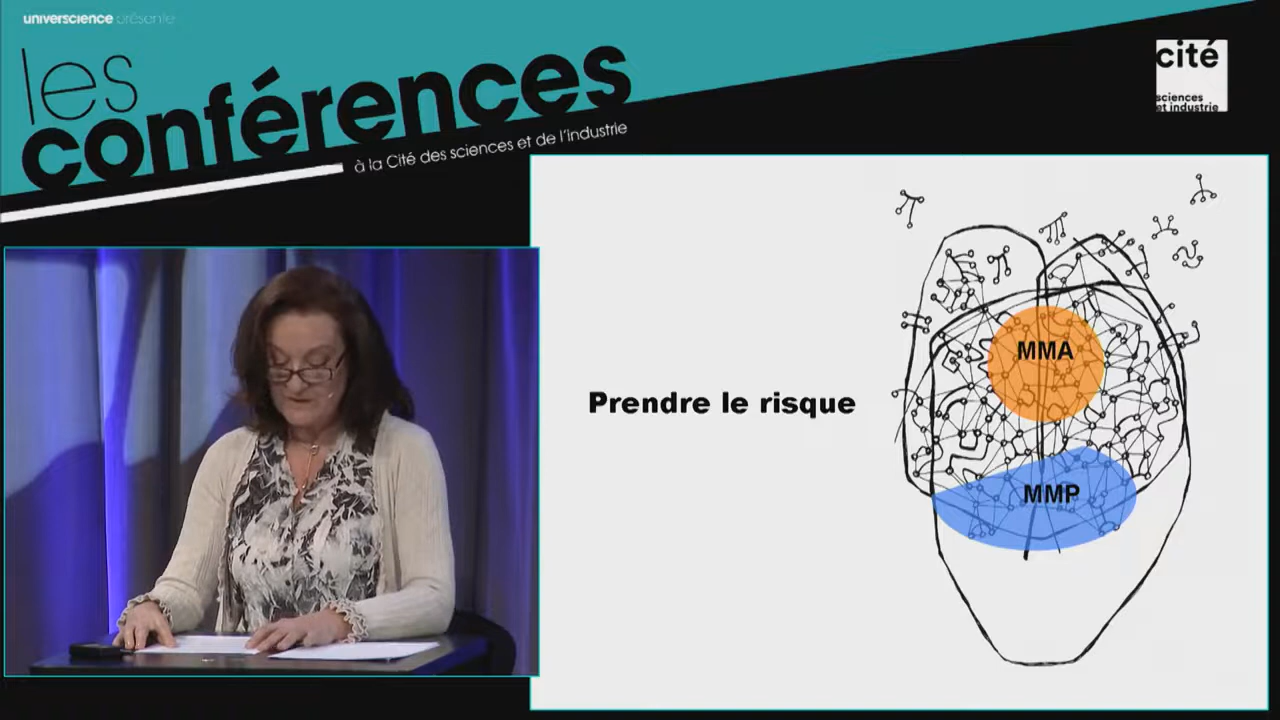 universcience présente
les
conférences
à la Cité des sciences et de l'industrie
cité
sciences
et industrie
Prendre le risque
MMA
MMP